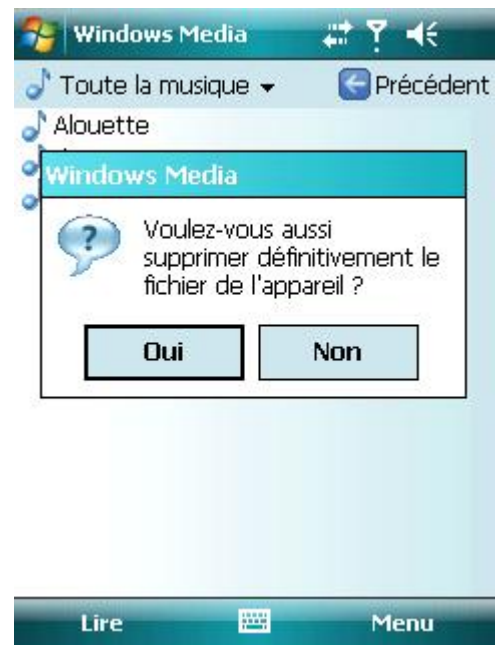 Windows Media
Toute la musique
Précédent
Alouette
Windows Media
Voulez-vous aussi
supprimer définitivement le
fichier de l'appareil ?
Oui
Non
Lire
Menu